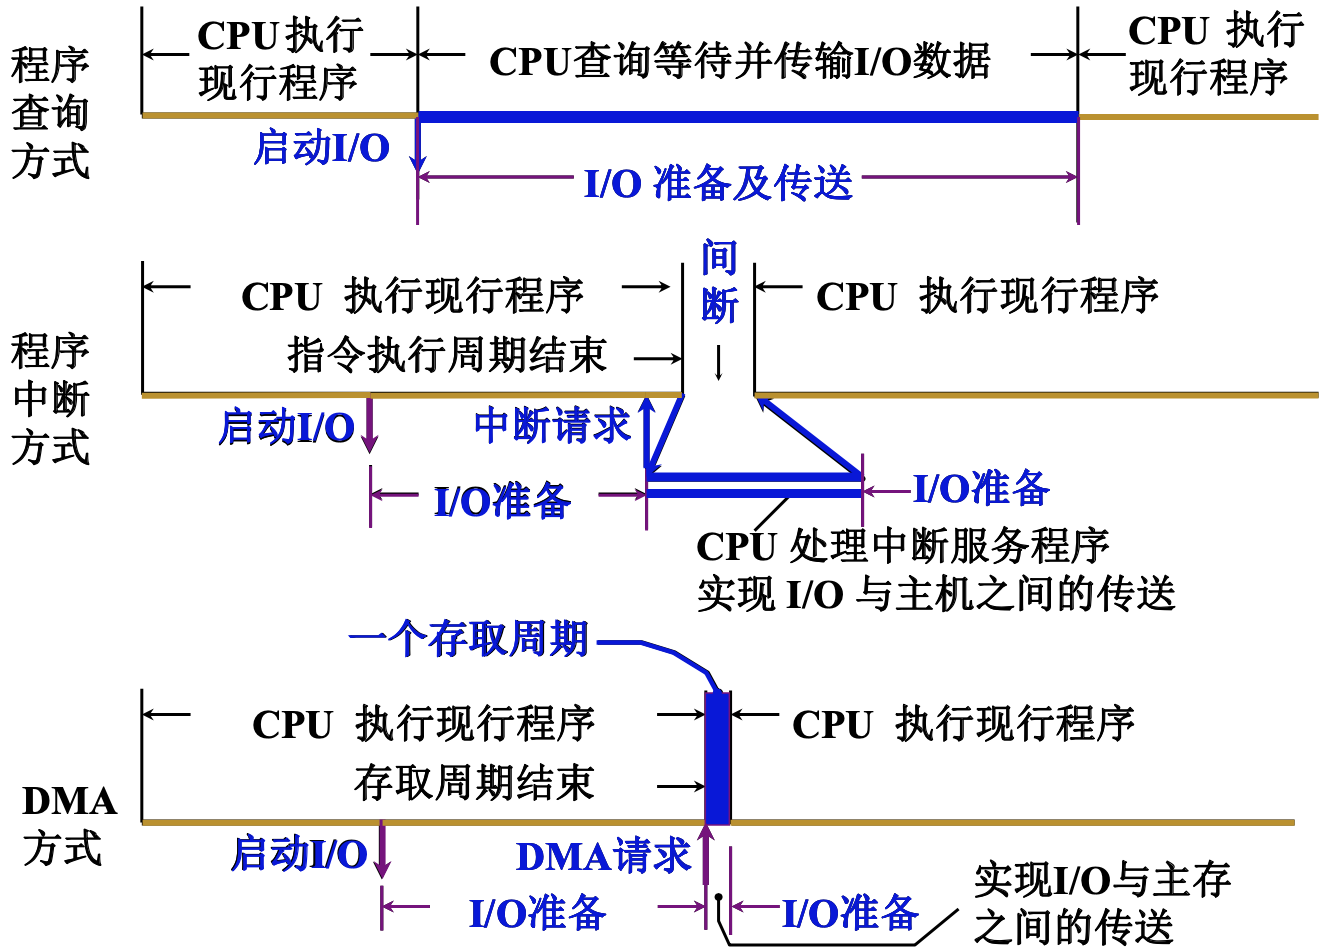 程序
查询
方式
CPU 执行
现行程序
CPU查询等待并传输I/O数据
CPU 执行
现行程序
启动I/O
I/O 准备及传送
程序
中断
方式
CPU 执行现行程序
指令执行周期结束
间
断
CPU 执行现行程序
启动I/O
中断请求
I/O准备
I/O准备
CPU 处理中断服务程序
实现 I/O 与主机之间的传送
DMA
方式
一个存取周期
CPU 执行现行程序
存取周期结束
CPU 执行现行程序
启动I/O
DMA请求
I/O准备
I/O准备
实现I/O与主存
之间的传送